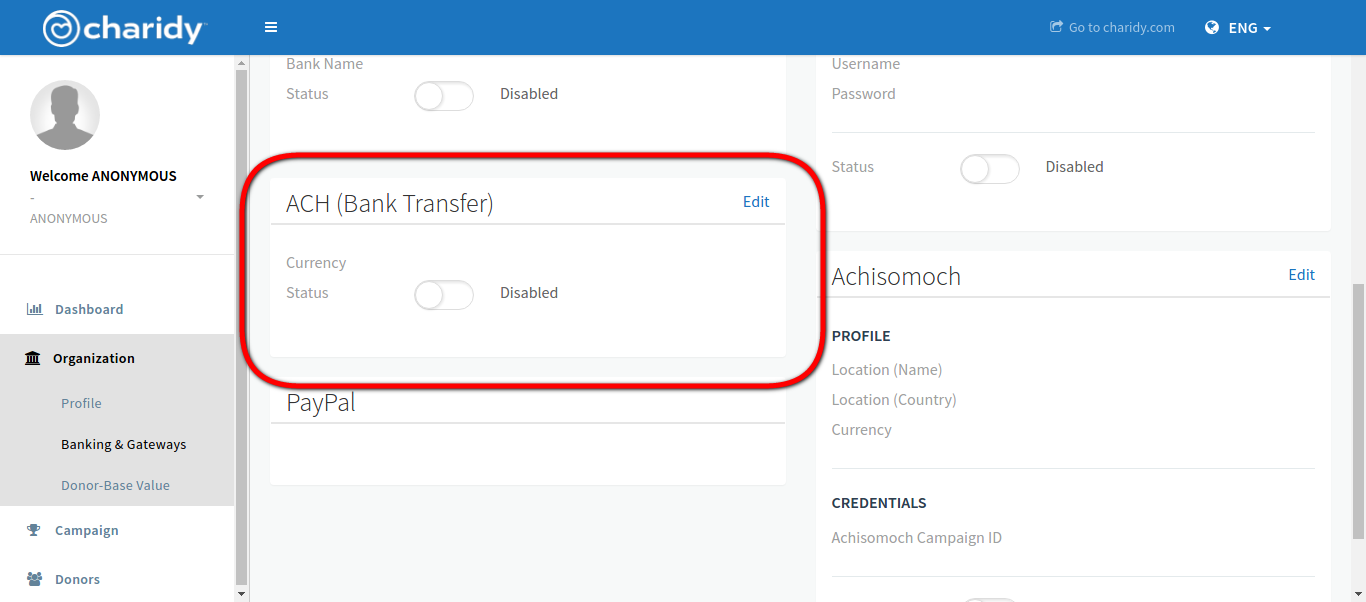 charidy
Go to charidy.com
ENG
Welcome ANONYMOUS
-
ANONYMOUS
Dashboard
Organization
Profile
Banking & Gateways
Donor-Base Value
Campaign
Donors
Bank Name
Status Disabled
ACH (Bank Transfer) Edit
Currency
Status Disabled
PayPal
Username
Password
Status Disabled
Achisomoch Edit
PROFILE
Location (Name)
Location (Country)
Currency
CREDENTIALS
Achisomoch Campaign ID